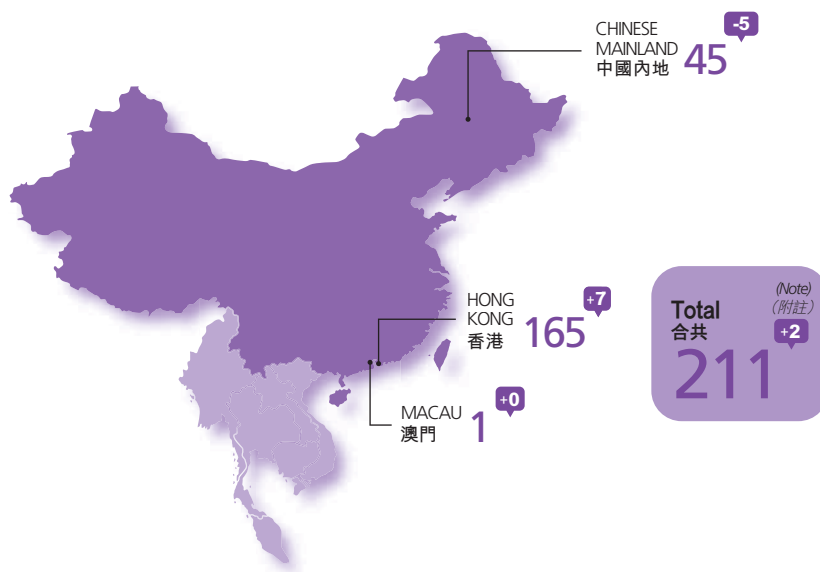 CHINESE
MAINLAND
中國內地
45
-5
HONG
KONG
香港
165
+7
MACAU
澳門
1
+0
Total
合共
(Note)
(附註)
+2
211